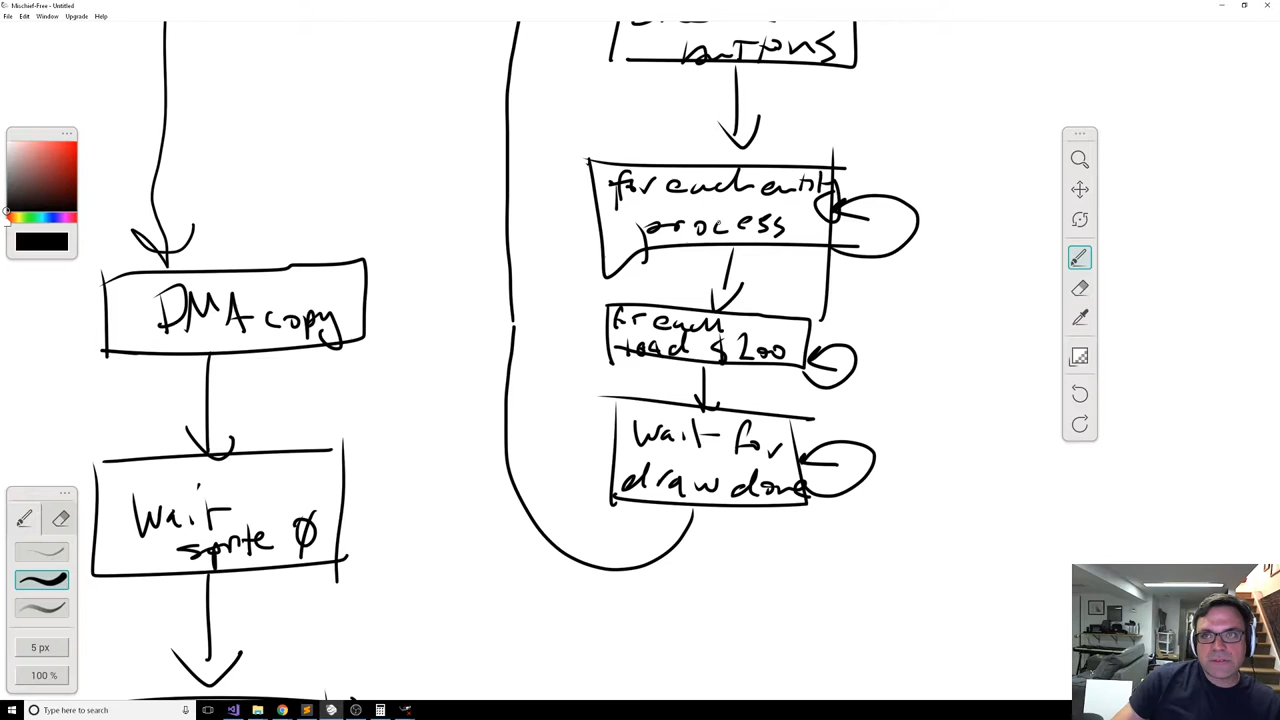 Mischief-Free - Untitled
File Edit Window Upgrade Help
buttons
for each entity
process
DMA copy
for each
load $200
wait for
draw done
Wait
sprite 0
5 px
100 %
Type here to search